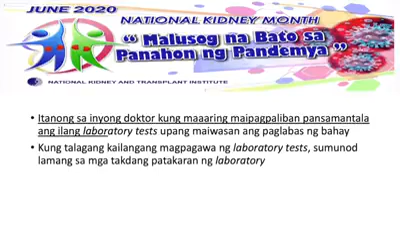 JUNE 2020
NATIONAL KIDNEY MONTH
“ Malusog na Bato sa
Panahon ng Pandemya ”
NATIONAL KIDNEY AND TRANSPLANT INSTITUTE
• Itanong sa inyong doktor kung maaaring maipagpaliban pansamantala
ang ilang laboratory tests upang maiwasan ang paglabas ng bahay
• Kung talagang kailangang magpagawa ng laboratory tests, sumunod
lamang sa mga takdang patakaran ng laboratory